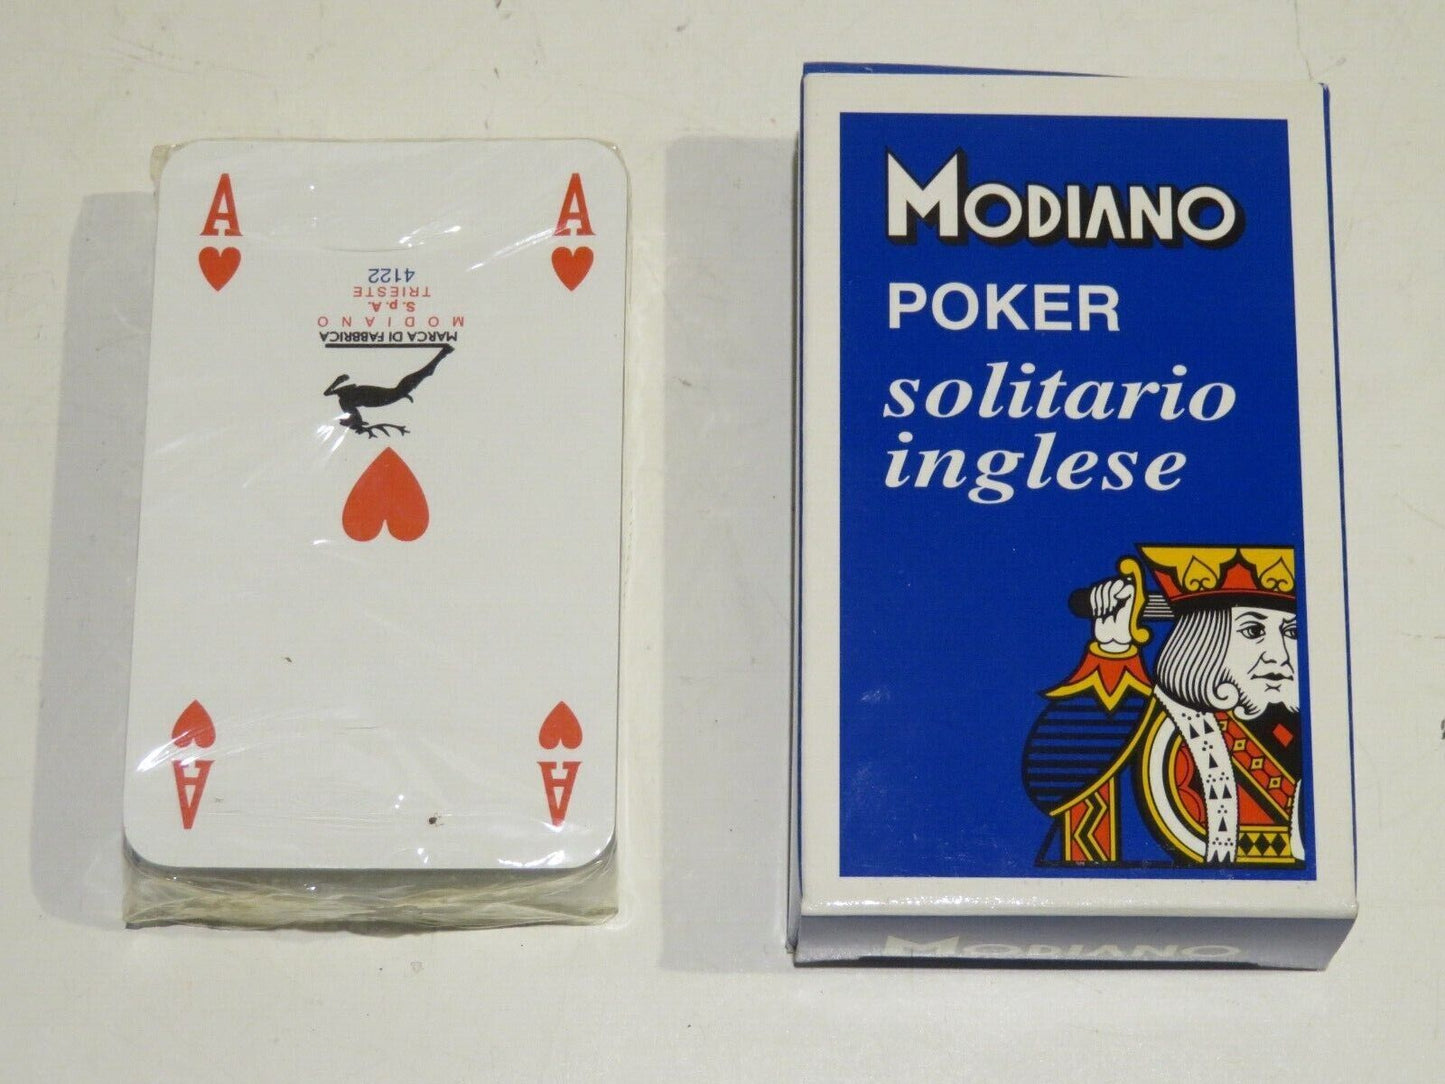 A A
4122
TRIESTE
S.p.A.
MODIANO
MARCA DI FABBRICA
A A
MODIANO
POKER
solitario
inglese
MODIANO